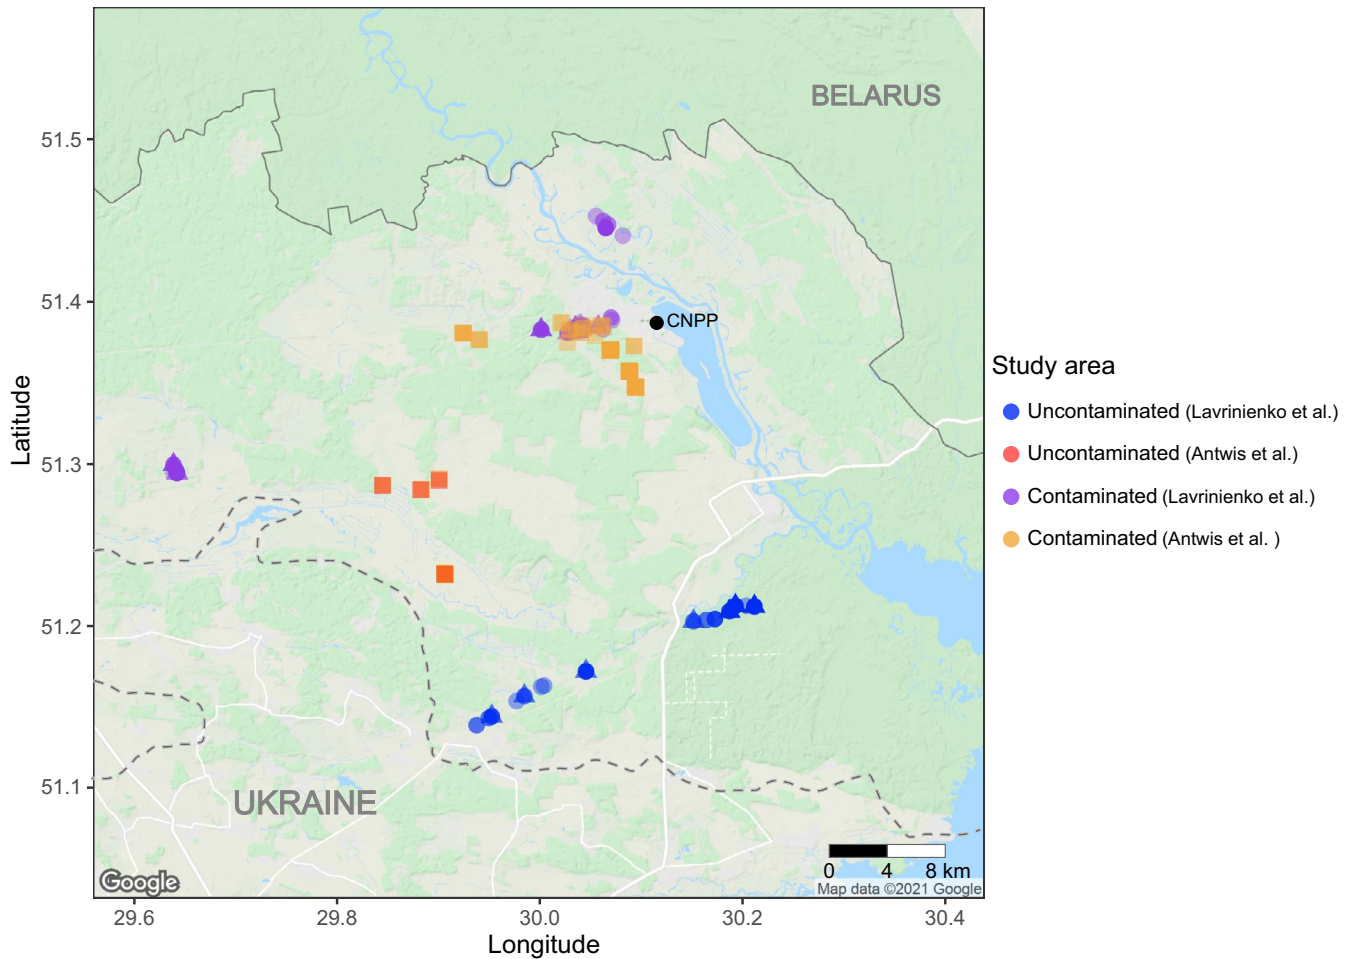 BELARUS
51.5
51.4
51.3
51.2
51.1
Latitude
CNPP
UKRAINE
0 4 8 km
Google
Map data ©2021 Google
29.6 29.8 30.0 30.2 30.4
Longitude
Study area
Uncontaminated (Lavrinienko et al.)
Uncontaminated (Antwis et al.)
Contaminated (Lavrinienko et al.)
Contaminated (Antwis et al. )